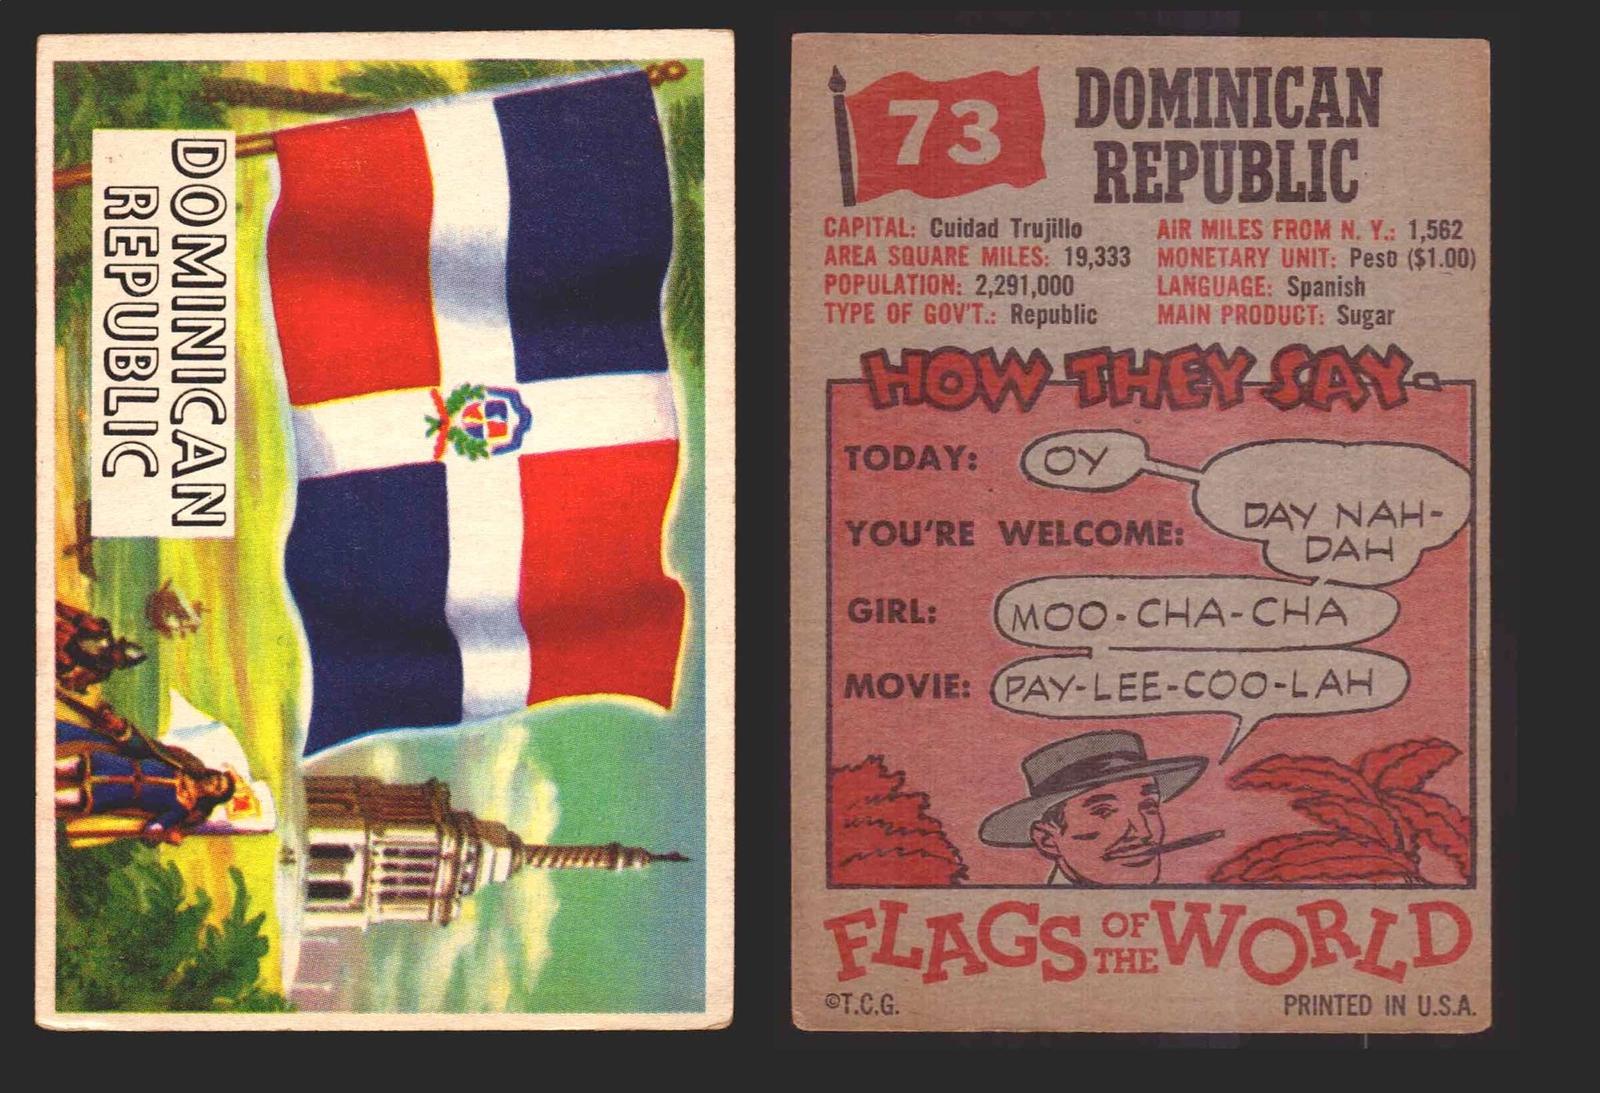 DOMINICAN
REPUBLIC
73
DOMINICAN
REPUBLIC
CAPITAL: Cuidad Trujillo
AREA SQUARE MILES: 19,333
POPULATION: 2,291,000
TYPE OF GOV'T.: Republic
AIR MILES FROM N. Y.: 1,562
MONETARY UNIT: Peso ($1.00)
LANGUAGE: Spanish
MAIN PRODUCT: Sugar
HOW THEY SAY-
TODAY: OY
YOU'RE WELCOME: DAY NAH-
DAH
GIRL: MOO-CHA-CHA
MOVIE: PAY-LEE-COO-LAH
FLAGS OF THE WORLD
©T.C.G.
PRINTED IN U.S.A.